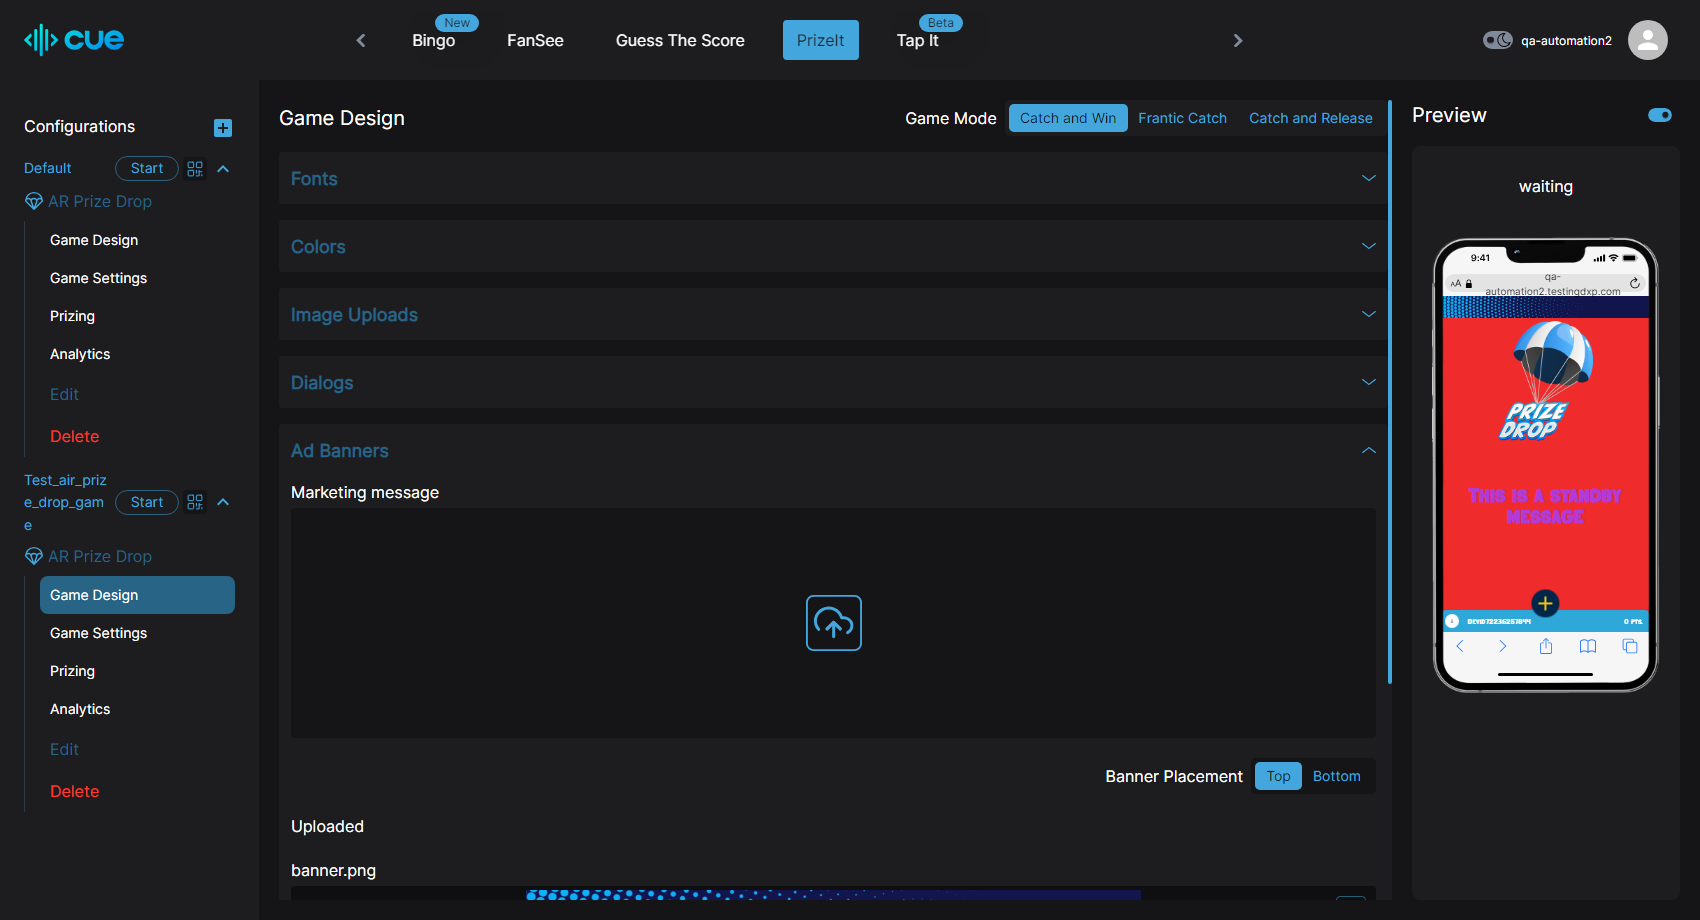 cue
New
Bingo
FanSee
Guess The Score
PrizeIt
Beta
Tap It
qa-automation2
Configurations
Default
Start
AR Prize Drop
Game Design
Game Settings
Prizing
Analytics
Edit
Delete
Test_air_priz
e_drop_gam
e
Start
AR Prize Drop
Game Design
Game Settings
Prizing
Analytics
Edit
Delete
Game Design
Game Mode
Catch and Win
Frantic Catch
Catch and Release
Fonts
Colors
Image Uploads
Dialogs
Ad Banners
Marketing message
Banner Placement
Top
Bottom
Uploaded
banner.png
Preview
waiting
9:41
AA
qa-
automation2.testingdxp.com
PRIZE
DROP
THIS IS A STANDBY
MESSAGE
0 PTS.